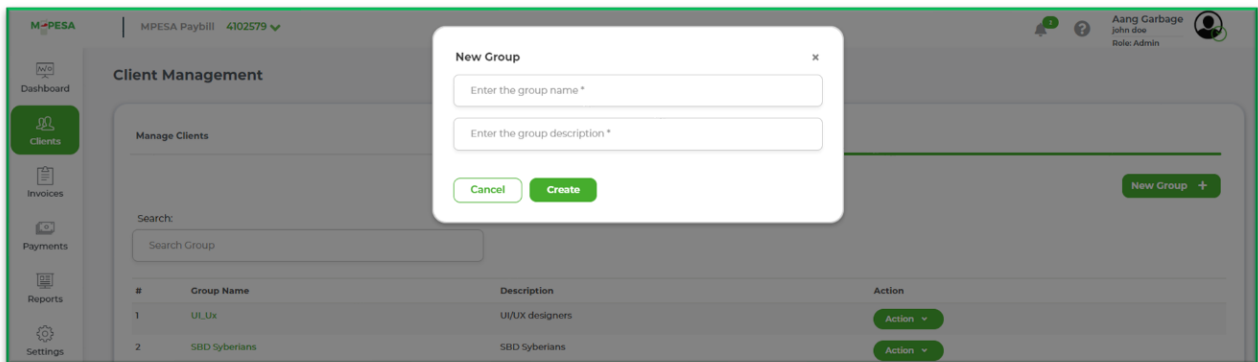 M-PESA
MPESA Paybill 4102579
Aang Garbage
John doe
Role: Admin
Dashboard
Clients
Invoices
Payments
Reports
Settings
Client Management
Manage Clients
New Group +
Search:
Search Group
# Group Name Description Action
1 UI_Ux UI/UX designers Action
2 SBD Syberians SBD Syberians Action
New Group ×
Enter the group name *
Enter the group description *
Cancel Create